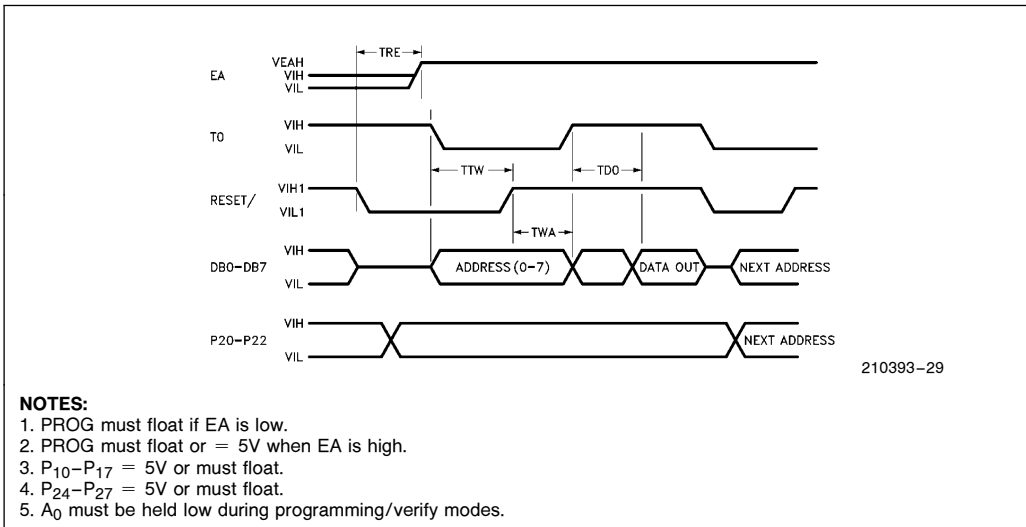 TRE
VEAH
EA
VIH
VIL
VIH
T0
VIL
TTW
TDO
RESET/
VIH1
VIL1
TWA
VIH
DB0-DB7
ADDRESS (0-7)
DATA OUT
NEXT ADDRESS
VIL
VIH
P20-P22
NEXT ADDRESS
VIL
210393–29
NOTES:
1. PROG must float if EA is low.
2. PROG must float or = 5V when EA is high.
3. P10–P17 = 5V or must float.
4. P24–P27 = 5V or must float.
5. A0 must be held low during programming/verify modes.